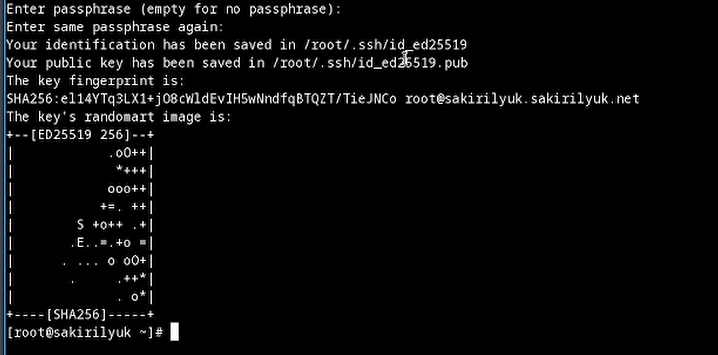 Enter passphrase (empty for no passphrase):
Enter same passphrase again:
Your identification has been saved in /root/.ssh/id_ed25519
Your public key has been saved in /root/.ssh/id_ed25519.pub
The key fingerprint is:
SHA256:el14YTq3LX1+jO8cWldEvIH5wNndfqBTQZT/TieJNCo root@sakirilyuk.sakirilyuk.net
The key's randomart image is:
+--[ED25519 256]--+
|            .oO++|
|             *+++|
|            ooo++|
|           +=. ++|
|        S +o++ .+|
|       .E..=.+o =|
|      . ... o oO+|
|       .     .++*|
|             . o*|
+----[SHA256]-----+
[root@sakirilyuk ~]#